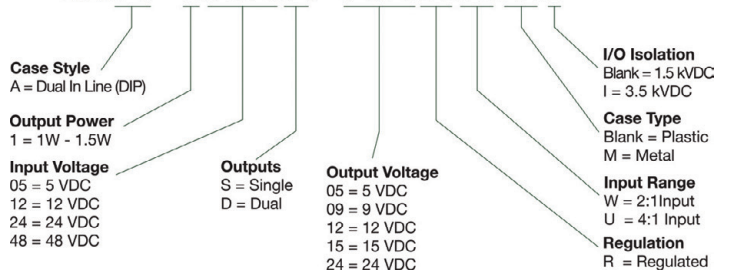 Case Style
A = Dual In Line (DIP)
Output Power
1 = 1W - 1.5W
Input Voltage
05 = 5 VDC
12 = 12 VDC
24 = 24 VDC
48 = 48 VDC
Outputs
S = Single
D = Dual
Output Voltage
05 = 5 VDC
09 = 9 VDC
12 = 12 VDC
15 = 15 VDC
24 = 24 VDC
I/O Isolation
Blank = 1.5 kVDC
I = 3.5 kVDC
Case Type
Blank = Plastic
M = Metal
Input Range
W = 2:1Input
U = 4:1 Input
Regulation
R = Regulated